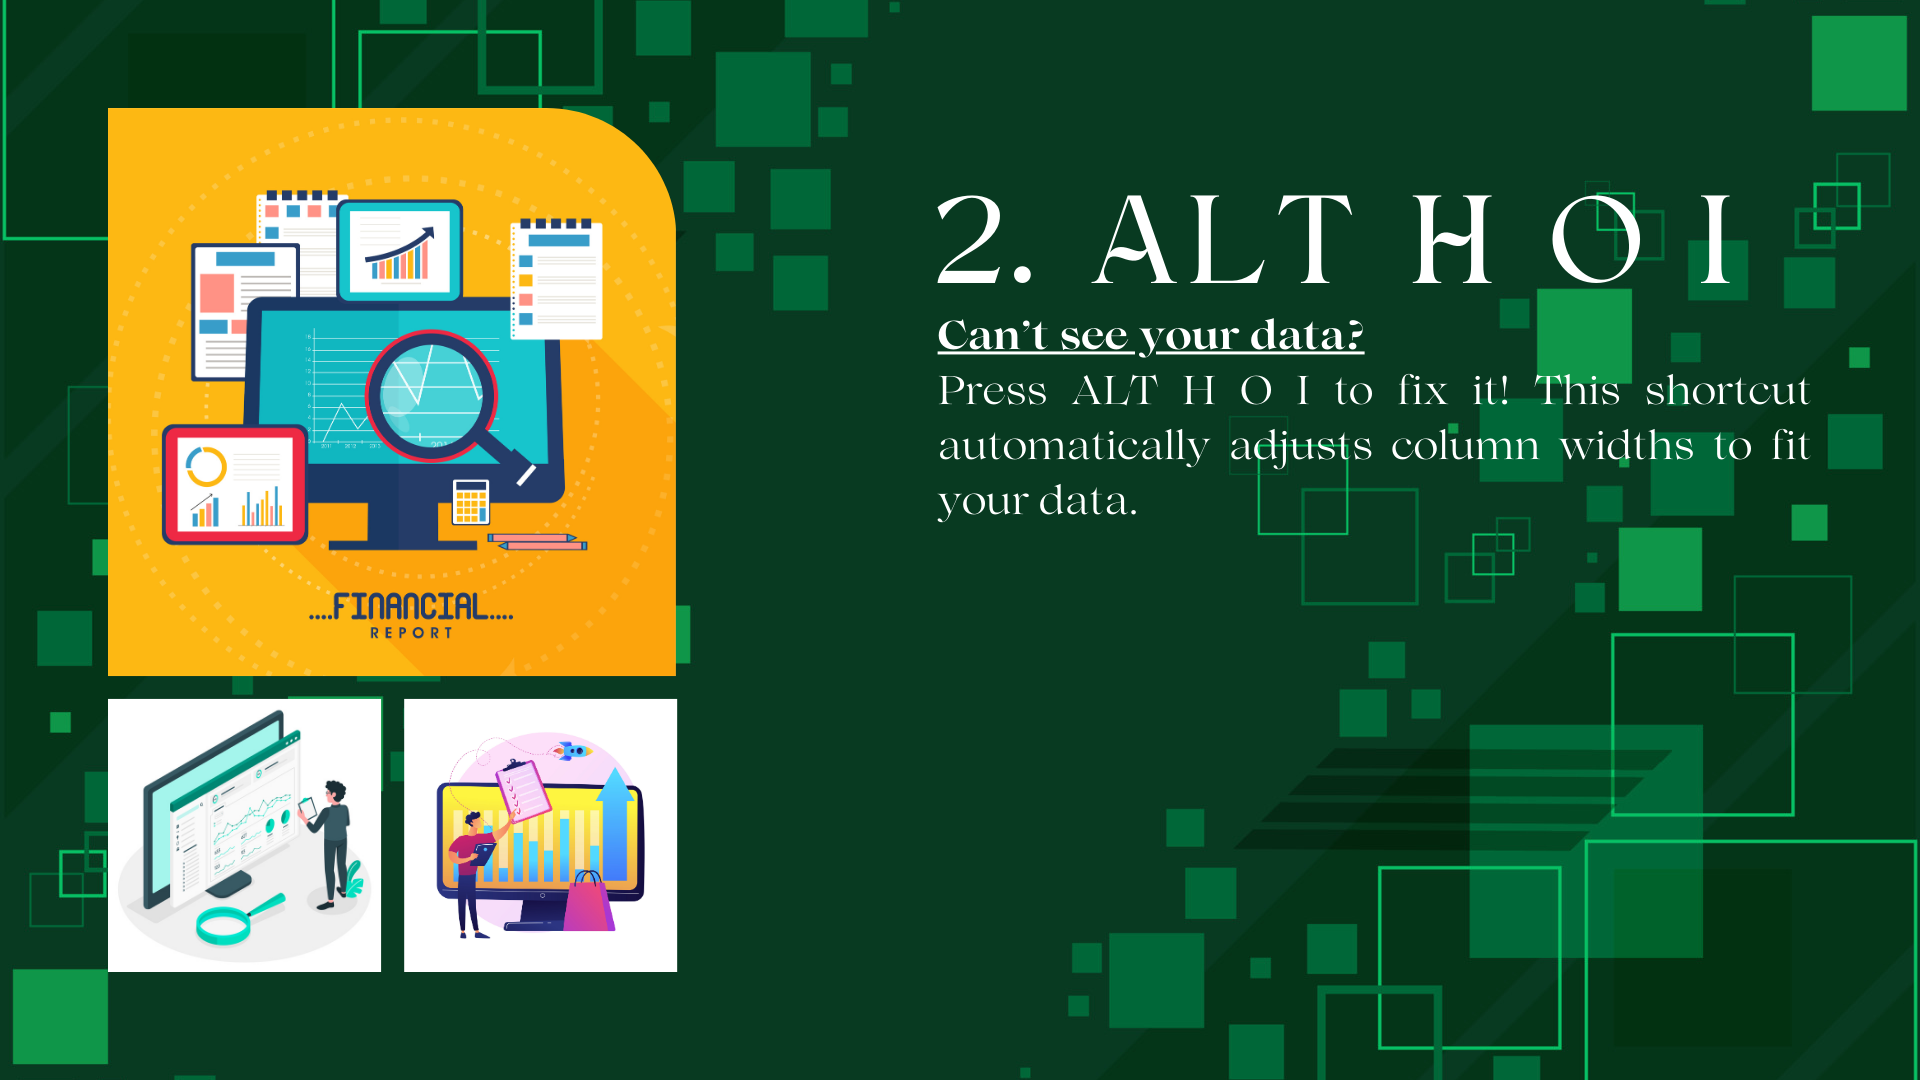 2. ALT H O I
Can't see your data?
Press ALT H O I to fix it! This shortcut
automatically adjusts column widths to fit
your data.
....FINANCIAL....
REPORT